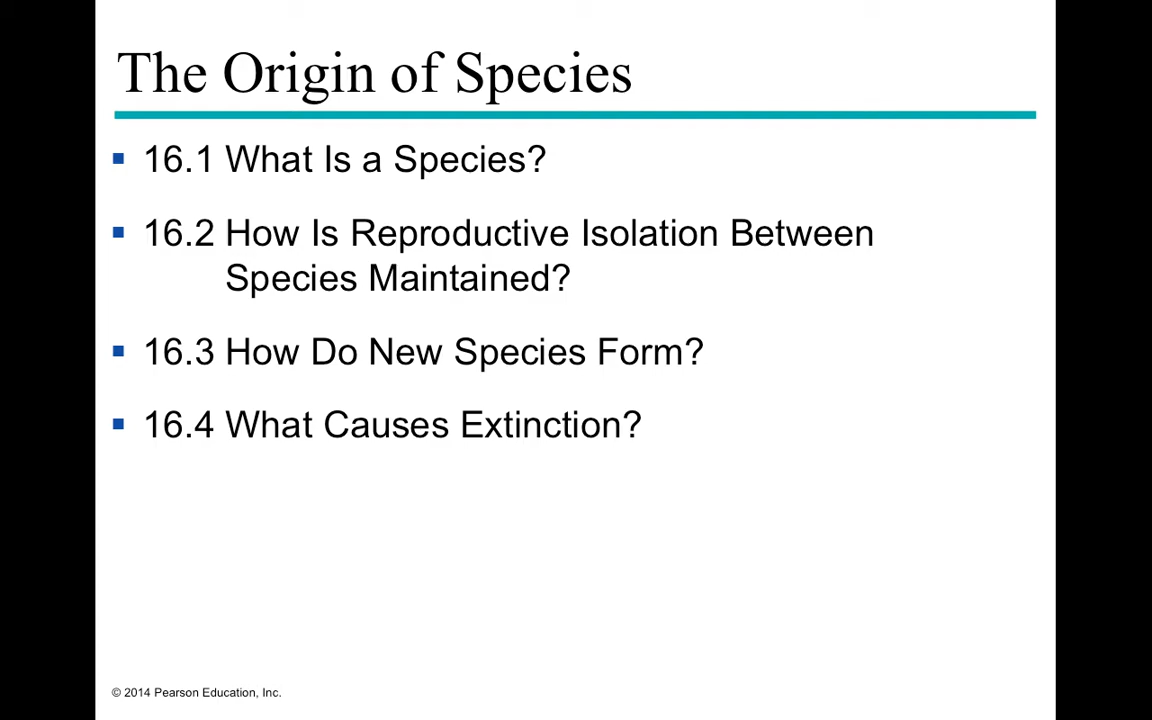 The Origin of Species
▪ 16.1 What Is a Species?
▪ 16.2 How Is Reproductive Isolation Between
Species Maintained?
▪ 16.3 How Do New Species Form?
▪ 16.4 What Causes Extinction?
© 2014 Pearson Education, Inc.